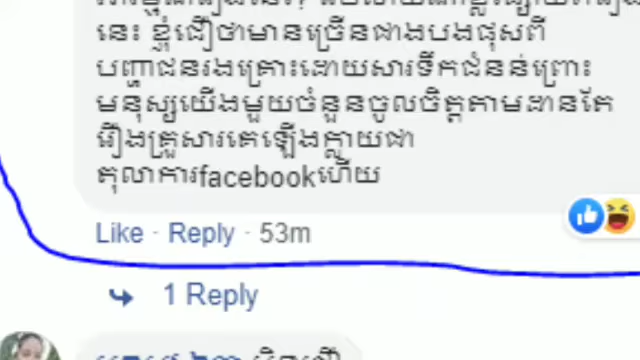 នេះ ខ្ញុំជឿថាមានច្រើនជាងបងផុសពី
បញ្ហាជនរងគ្រោះដោយសារទឹកជំនន់ព្រោះ
មនុស្សយើងមួយចំនួនចូលចិត្តតាមដានតែ
រឿងគ្រួសារគេឡើងក្លាយជា
តុលាការfacebookហើយ
Like · Reply · 53m
1 Reply